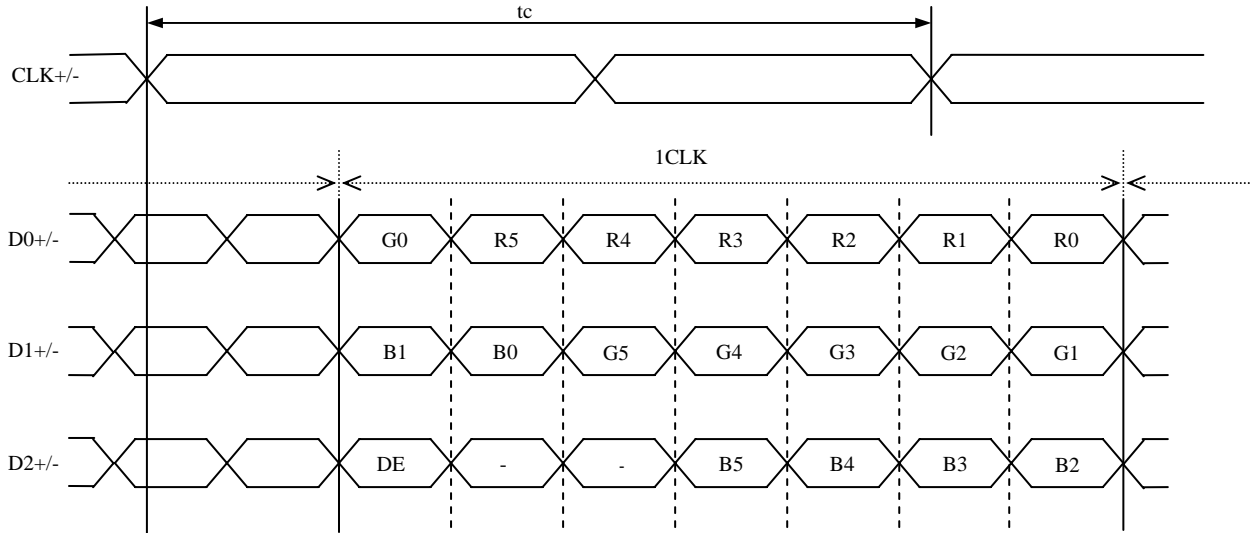 tc
CLK+/-
1CLK
D0+/- G0 R5 R4 R3 R2 R1 R0
D1+/- B1 B0 G5 G4 G3 G2 G1
D2+/- DE - - B5 B4 B3 B2